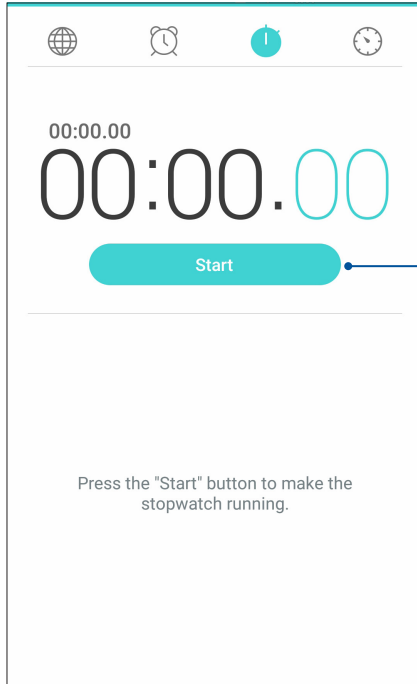 00:00.00
00:00.00
Start
Press the "Start" button to make the
stopwatch running.